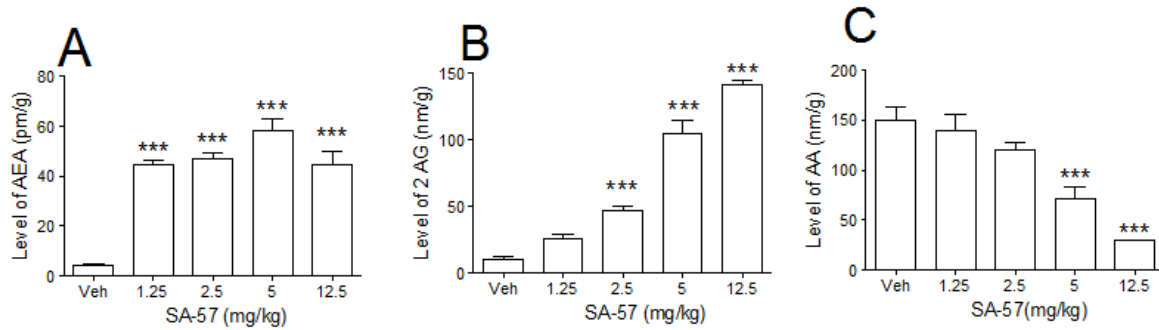 A
Level of AEA (pm/g)
80
60
40
20
0
***
***
***
***
Veh
1.25
2.5
5
12.5
SA-57(mg/kg)
B
Level of 2 AG (nm/g)
150
100
50
0
***
***
***
Veh
1.25
2.5
5
12.5
SA-57 (mg/kg)
C
Level of AA (nm/g)
200
150
100
50
0
***
***
Veh
1.25
2.5
5
12.5
SA-57 (mg/kg)